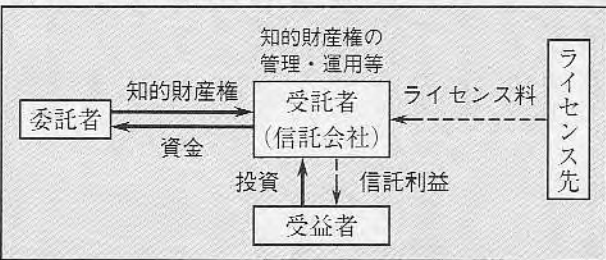 知的財産権の
管理・運用等
知的財産権
委託者
資金
受託者
(信託会社)
ライセンス料
ライセンス先
投資
信託利益
受益者